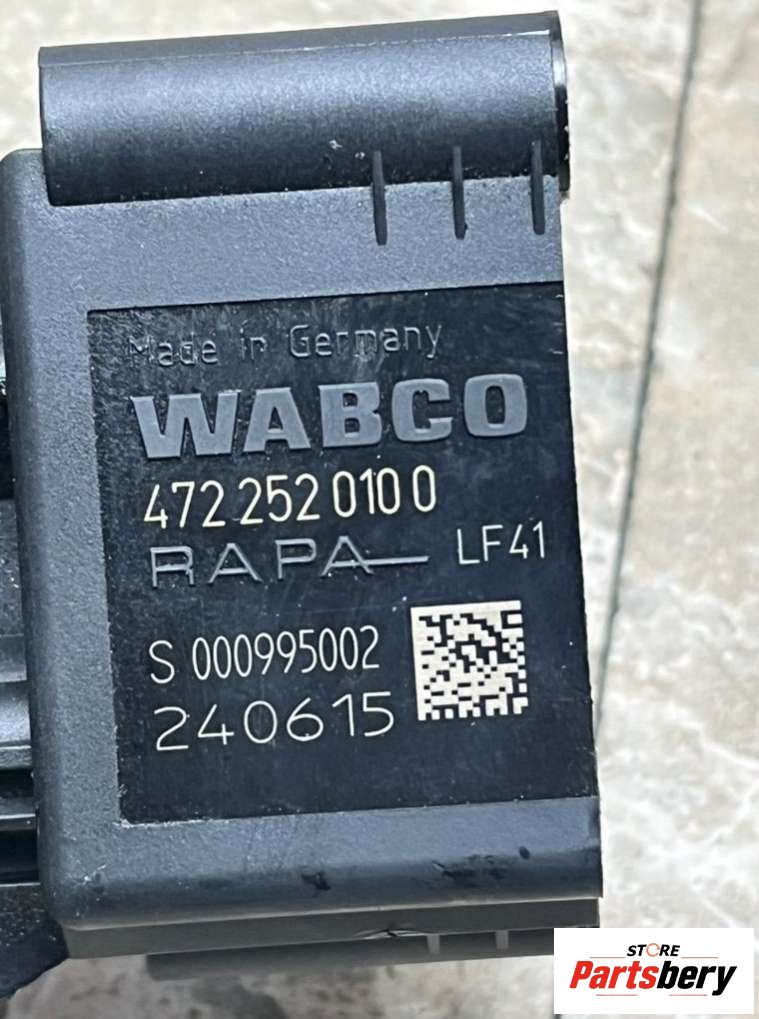 Made in Germany
WABCO
472 252 010 0
RAPA LF41
S 000995002
240615
STORE
Partsbery